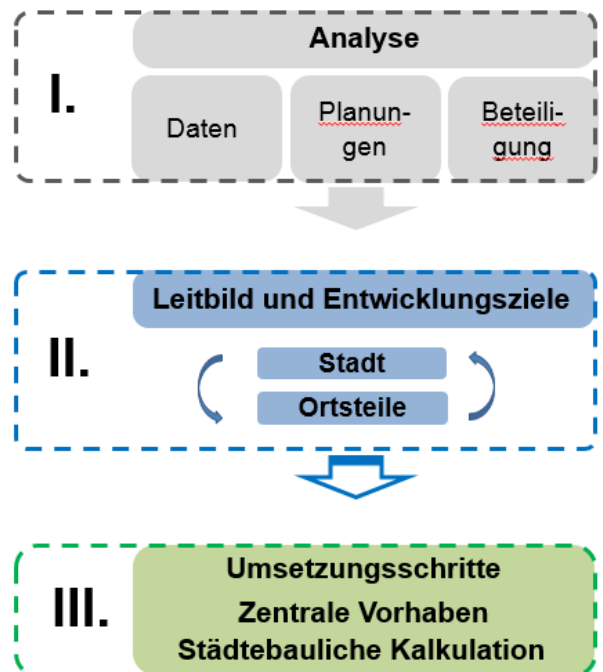 I.
Analyse
Daten
Planun-
gen
Beteili-
gung
II.
Leitbild und Entwicklungsziele
Stadt
Ortsteile
III.
Umsetzungsschritte
Zentrale Vorhaben
Städtebauliche Kalkulation